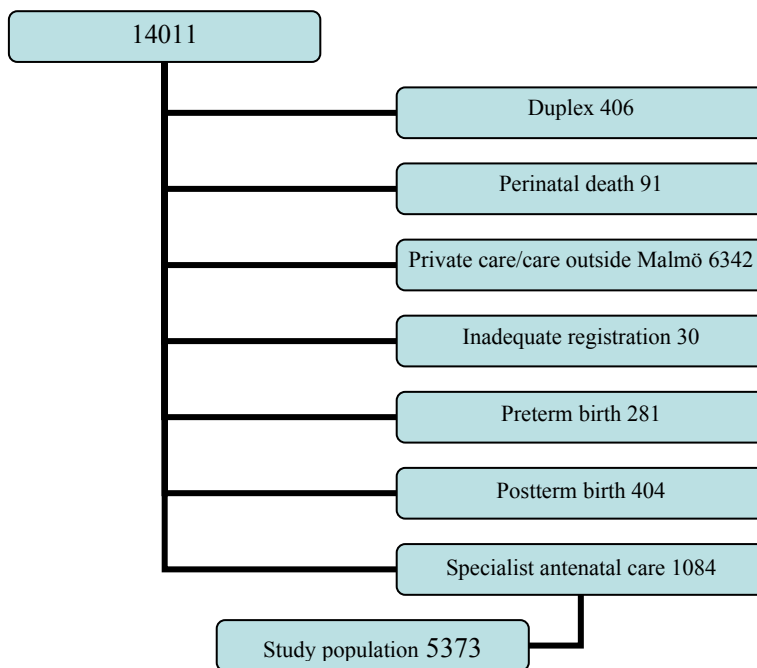 14011
Duplex 406
Perinatal death 91
Private care/care outside Malmö 6342
Inadequate registration 30
Preterm birth 281
Postterm birth 404
Specialist antenatal care 1084
Study population 5373